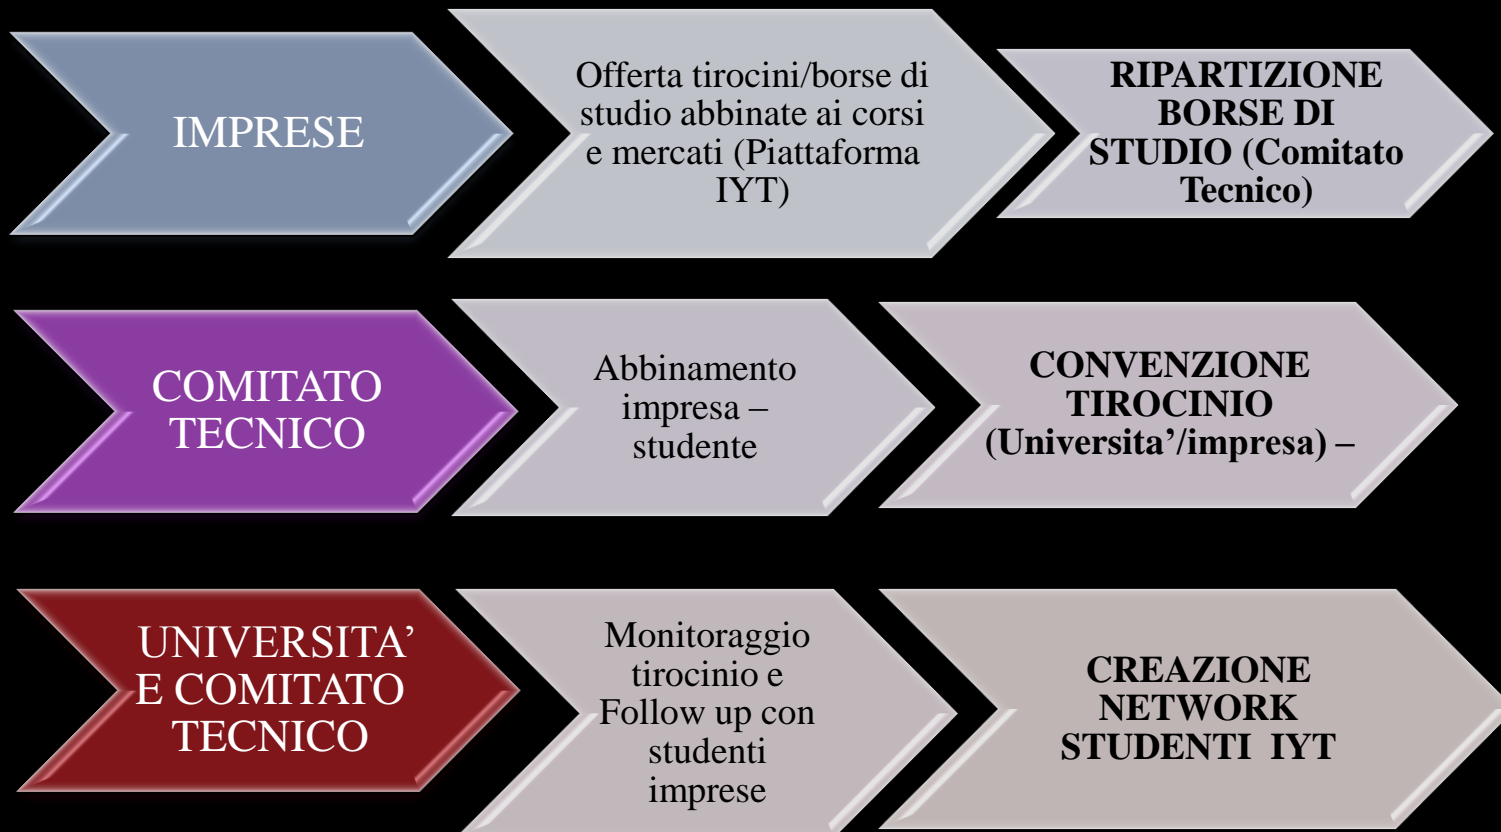 IMPRESE
Offerta tirocini/borse di
studio abbinate ai corsi
e mercati (Piattaforma
IYT)
RIPARTIZIONE
BORSE DI
STUDIO (Comitato
Tecnico)
COMITATO
TECNICO
Abbinamento
impresa –
studente
CONVENZIONE
TIROCINIO
(Universita’/impresa) –
UNIVERSITA’
E COMITATO
TECNICO
Monitoraggio
tirocinio e
Follow up con
studenti
imprese
CREAZIONE
NETWORK
STUDENTI IYT